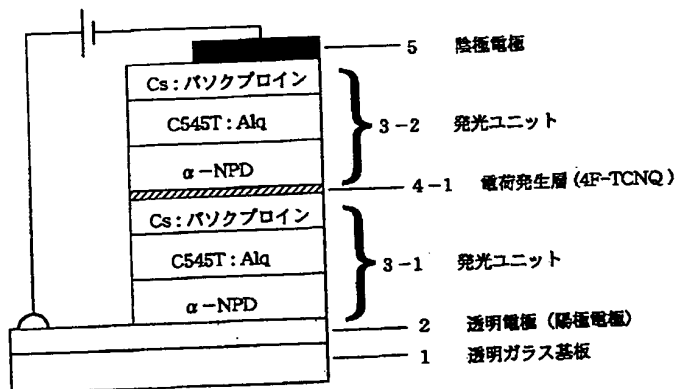 5 陰極電極
Cs:バソクプロイン
C545T:Alq
3-2 発光ユニット
α-NPD
4-1 電荷発生層(4F-TCNQ)
Cs:バソクプロイン
C545T:Alq
3-1 発光ユニット
α-NPD
2 透明電極(陽極電極)
1 透明ガラス基板